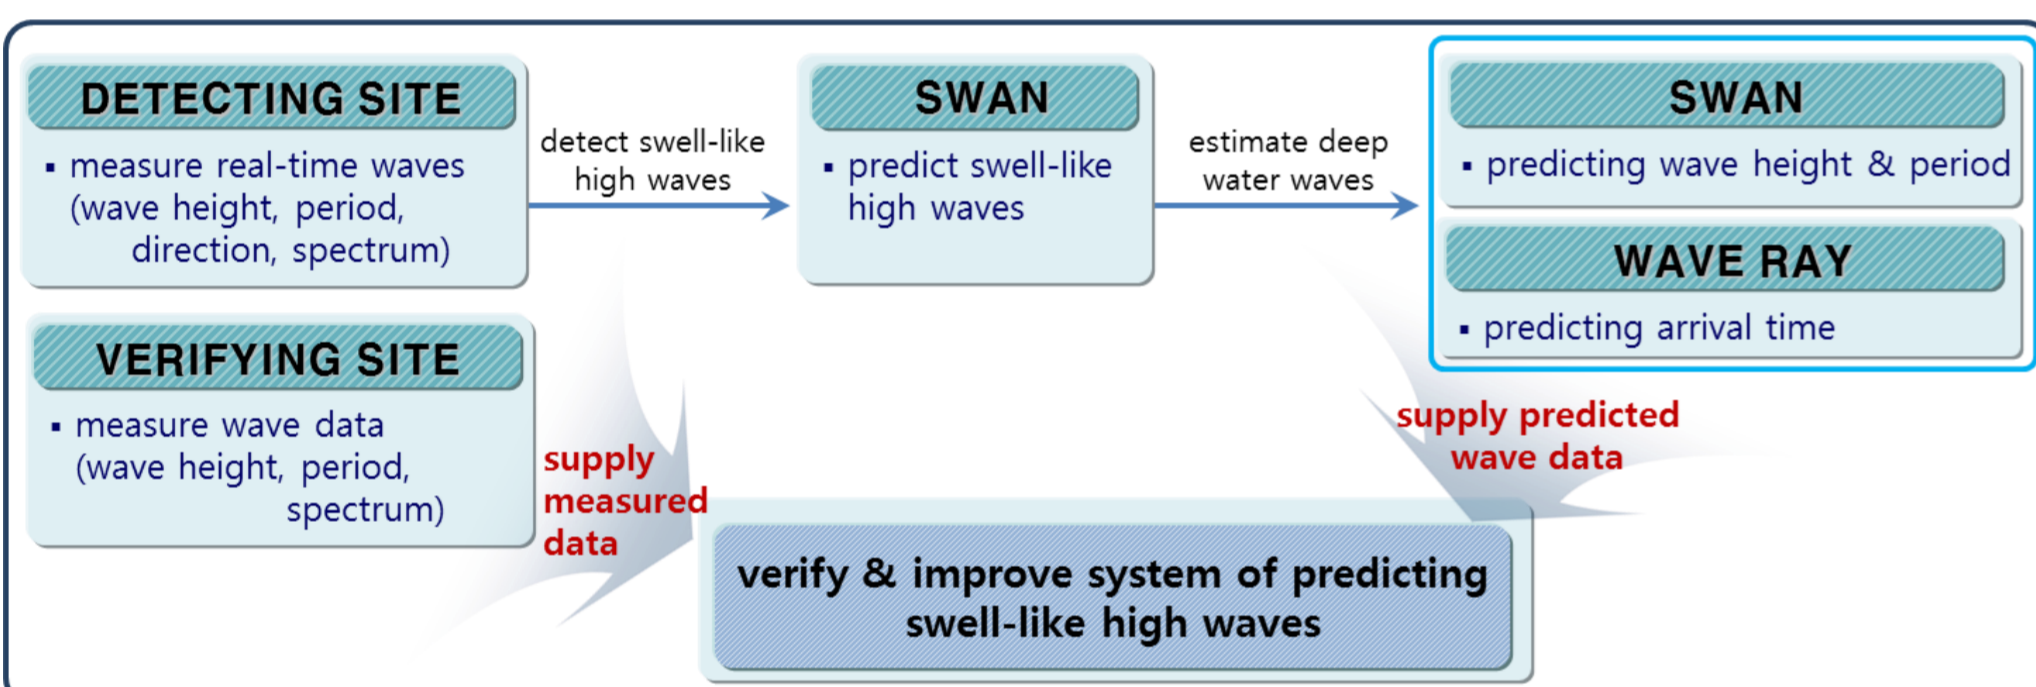 DETECTING SITE
▪ measure real-time waves
(wave height, period,
direction, spectrum)
detect swell-like
high waves
SWAN
▪ predict swell-like
high waves
estimate deep
water waves
SWAN
▪ predicting wave height & period
WAVE RAY
▪ predicting arrival time
VERIFYING SITE
▪ measure wave data
(wave height, period,
spectrum)
supply
measured
data
supply predicted
wave data
verify & improve system of predicting
swell-like high waves